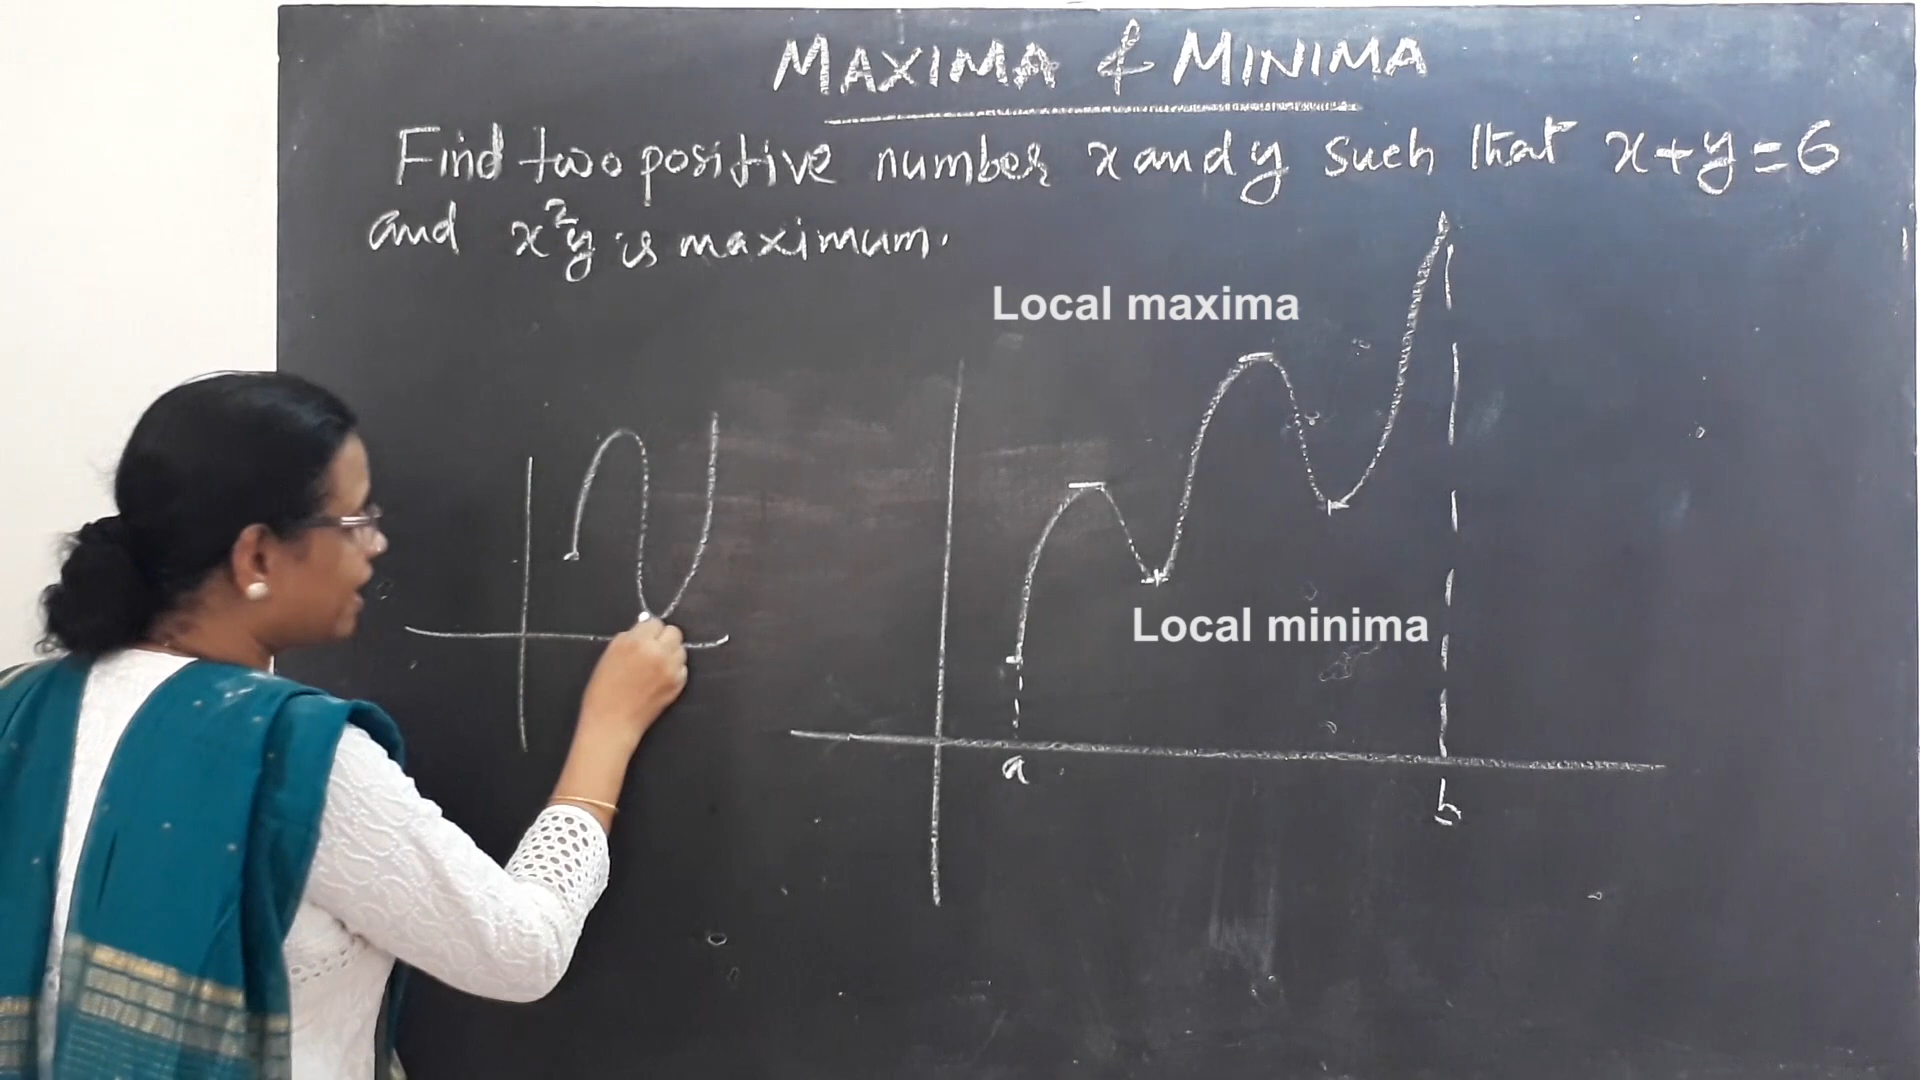 MAXIMA & MINIMA
Find two positive number x and y such that x+y=6
and x²y is maximum.
Local maxima
Local minima
a
b